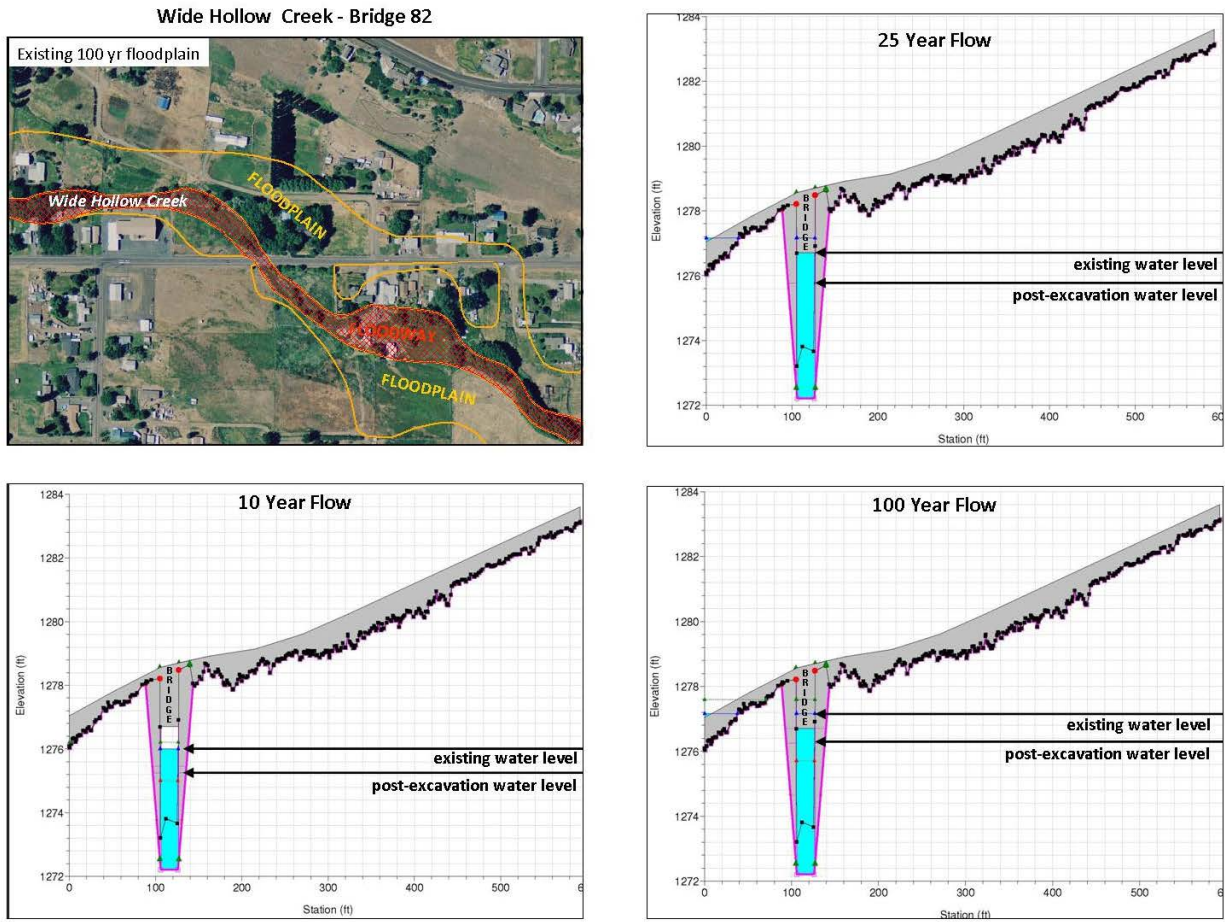 Wide Hollow  Creek - Bridge 82
Existing 100 yr floodplain
Wide Hollow Creek
FLOODPLAIN
FLOODWAY
FLOODPLAIN
25 Year Flow
1284
1282
1280
1278
1276
1274
1272
Elevation (ft)
BRIDGE
existing water level
post-excavation water level
0
100
200
300
400
500
60
Station (ft)
10 Year Flow
1284
1282
1280
1278
1276
1274
1272
Elevation (ft)
BRIDGE
existing water level
post-excavation water level
0
100
200
300
400
500
6
Station (ft)
100 Year Flow
1284
1282
1280
1278
1276
1274
1272
Elevation (ft)
BRIDGE
existing water level
post-excavation water level
0
100
200
300
400
500
60
Station (ft)